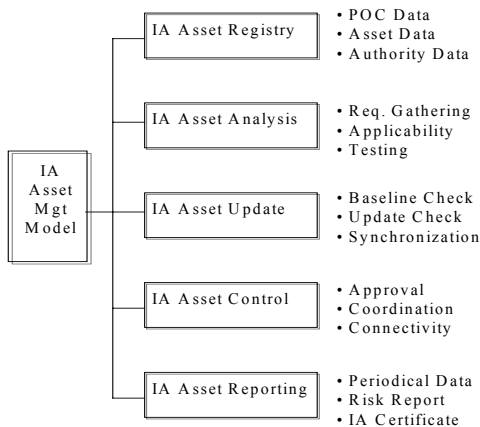 IA Asset Registry
• POC Data
• Asset Data
• Authority Data
IA Asset Analysis
• Req. Gathering
• Applicability
• Testing
IA
Asset
Mgt
Model
IA Asset Update
• Baseline Check
• Update Check
• Synchronization
IA Asset Control
• Approval
• Coordination
• Connectivity
IA Asset Reporting
• Periodical Data
• Risk Report
• IA Certificate